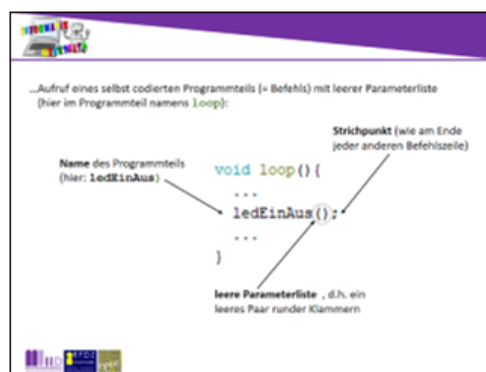 INFORMATIK
...Aufruf eines selbst codierten Programmteils (= Befehls) mit leerer Parameterliste
(hier im Programmteil namens loop):
Strichpunkt (wie am Ende
jeder anderen Befehlszeile)
Name des Programmteils
(hier: ledEinAus)
void loop(){
...
ledEinAus();
...
}
leere Parameterliste , d.h. ein
leeres Paar runder Klammern